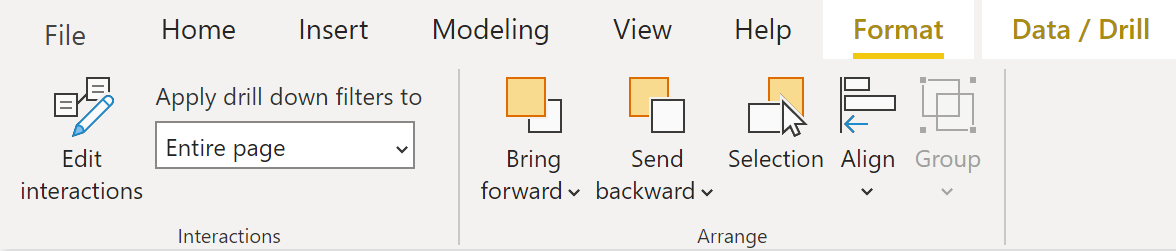 File
Home
Insert
Modeling
View
Help
Format
Data / Drill
Edit
interactions
Apply drill down filters to
Entire page
Interactions
Bring
forward
Send
backward
Selection
Align
Group
Arrange